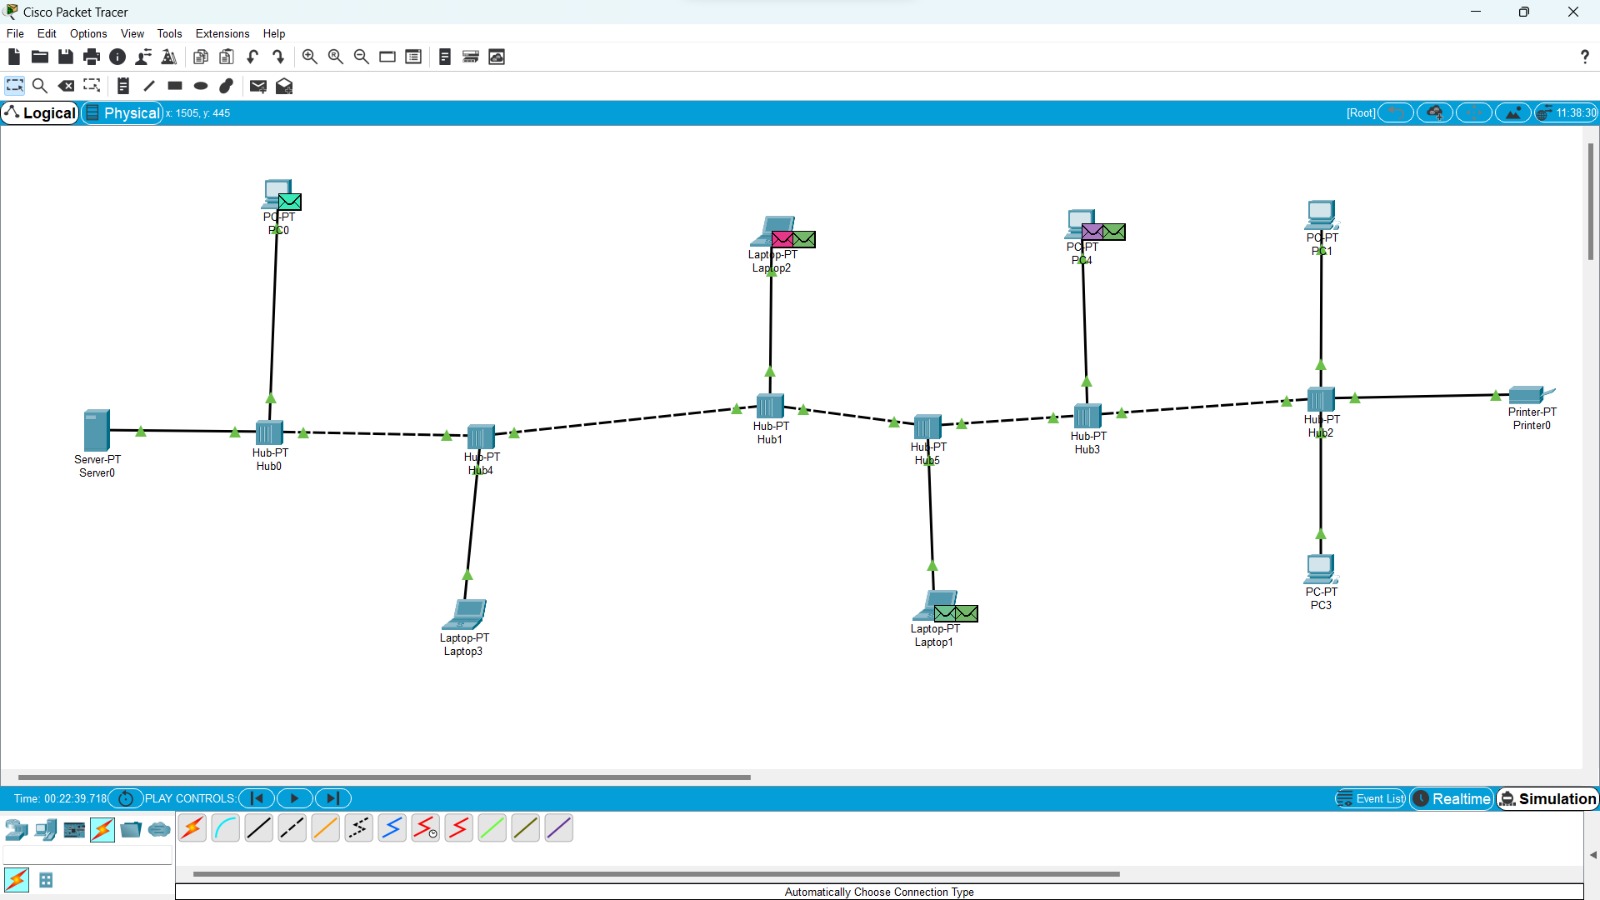 Cisco Packet Tracer
File Edit Options View Tools Extensions Help
?
Logical Physical x: 1505, y: 445 [Root] 11:38:30
PC-PT
PC0
Laptop-PT
Laptop2
PC-PT
PC4
PC-PT
PC1
Server-PT
Server0
Hub-PT
Hub0
Hub-PT
Hub4
Hub-PT
Hub1
Hub-PT
Hub5
Hub-PT
Hub3
Hub-PT
Hub2
Printer-PT
Printer0
Laptop-PT
Laptop3
Laptop-PT
Laptop1
PC-PT
PC3
Time: 00:22:39.718 PLAY CONTROLS: Event List Realtime Simulation
Automatically Choose Connection Type